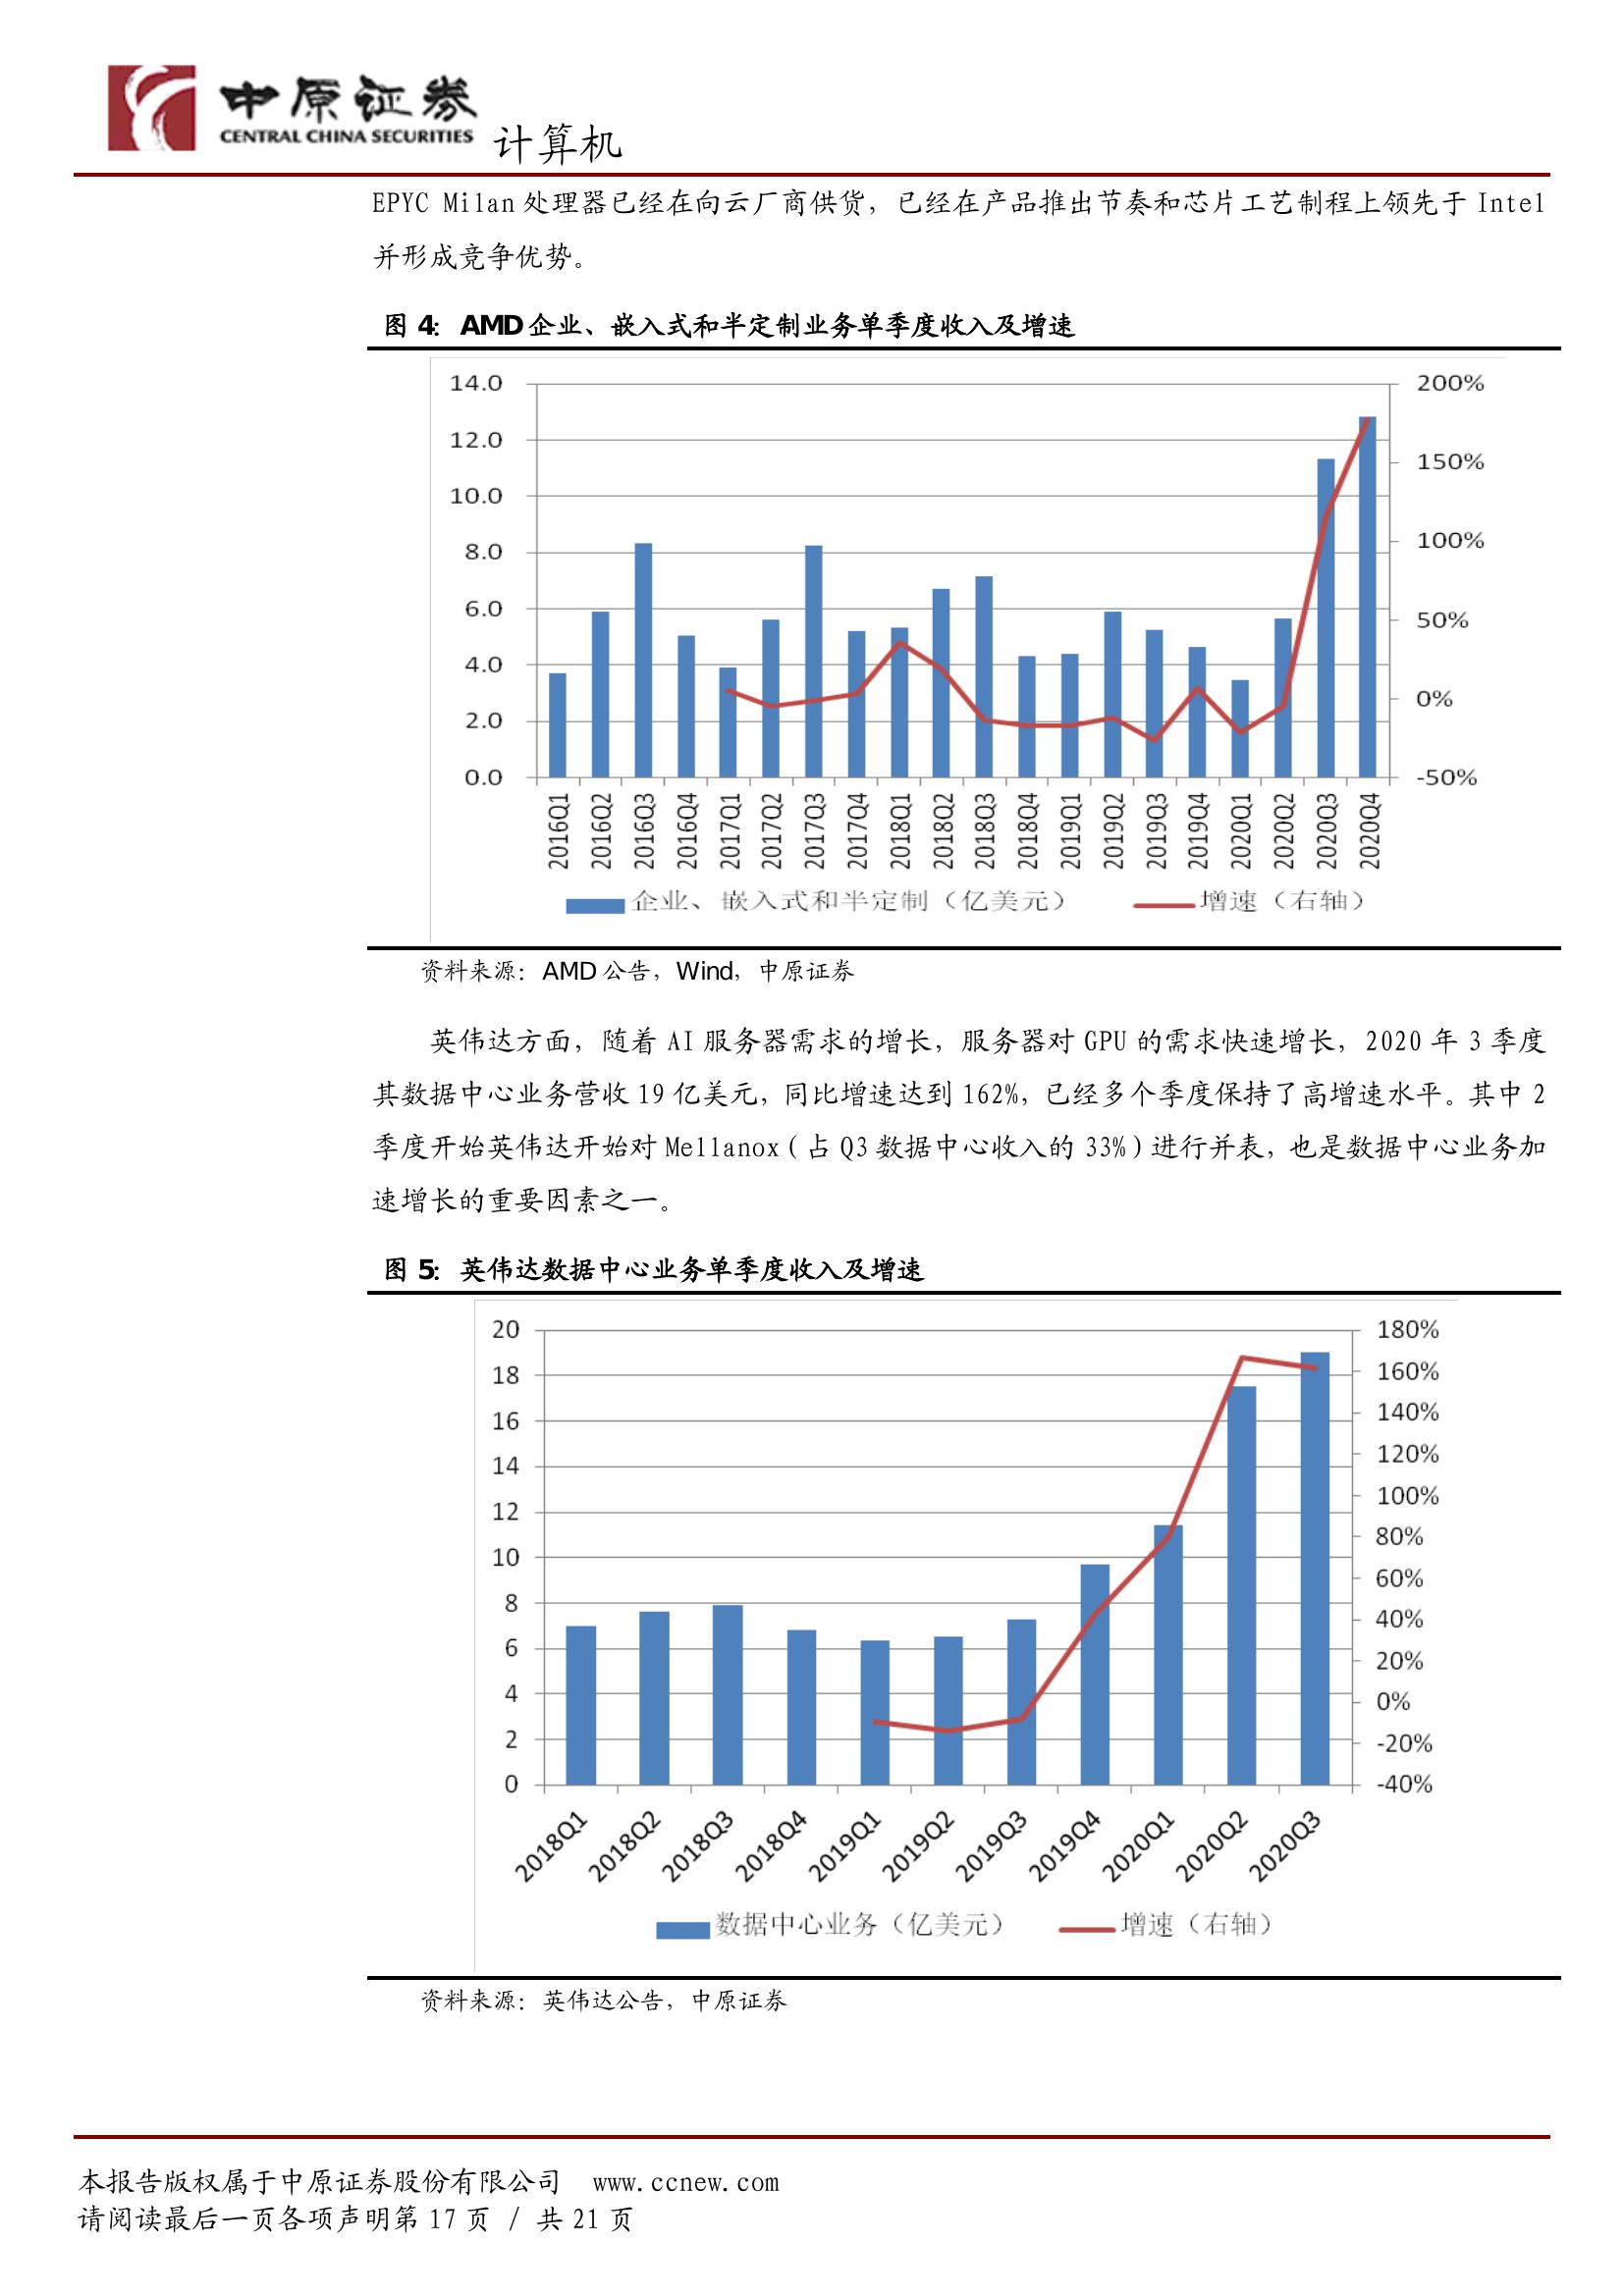 中原证券
CENTRAL CHINA SECURITIES
计算机
EPYC Milan 处理器已经在向云厂商供货，已经在产品推出节奏和芯片工艺制程上领先于 Intel
并形成竞争优势。
图 4：AMD 企业、嵌入式和半定制业务单季度收入及增速
14.0
12.0
10.0
8.0
6.0
4.0
2.0
0.0
200%
150%
100%
50%
0%
-50%
2016Q1
2016Q2
2016Q3
2016Q4
2017Q1
2017Q2
2017Q3
2017Q4
2018Q1
2018Q2
2018Q3
2018Q4
2019Q1
2019Q2
2019Q3
2019Q4
2020Q1
2020Q2
2020Q3
2020Q4
企业、嵌入式和半定制（亿美元）
增速（右轴）
资料来源：AMD 公告，Wind，中原证券
英伟达方面，随着 AI 服务器需求的增长，服务器对 GPU 的需求快速增长，2020 年 3 季度
其数据中心业务营收 19 亿美元，同比增速达到 162%，已经多个季度保持了高增速水平。其中 2
季度开始英伟达开始对 Mellanox（占 Q3 数据中心收入的 33%）进行并表，也是数据中心业务加
速增长的重要因素之一。
图 5：英伟达数据中心业务单季度收入及增速
20
18
16
14
12
10
8
6
4
2
0
180%
160%
140%
120%
100%
80%
60%
40%
20%
0%
-20%
-40%
2018Q1
2018Q2
2018Q3
2018Q4
2019Q1
2019Q2
2019Q3
2019Q4
2020Q1
2020Q2
2020Q3
数据中心业务（亿美元）
增速（右轴）
资料来源：英伟达公告，中原证券
本报告版权属于中原证券股份有限公司 www.ccnew.com
请阅读最后一页各项声明第 17 页 / 共 21 页